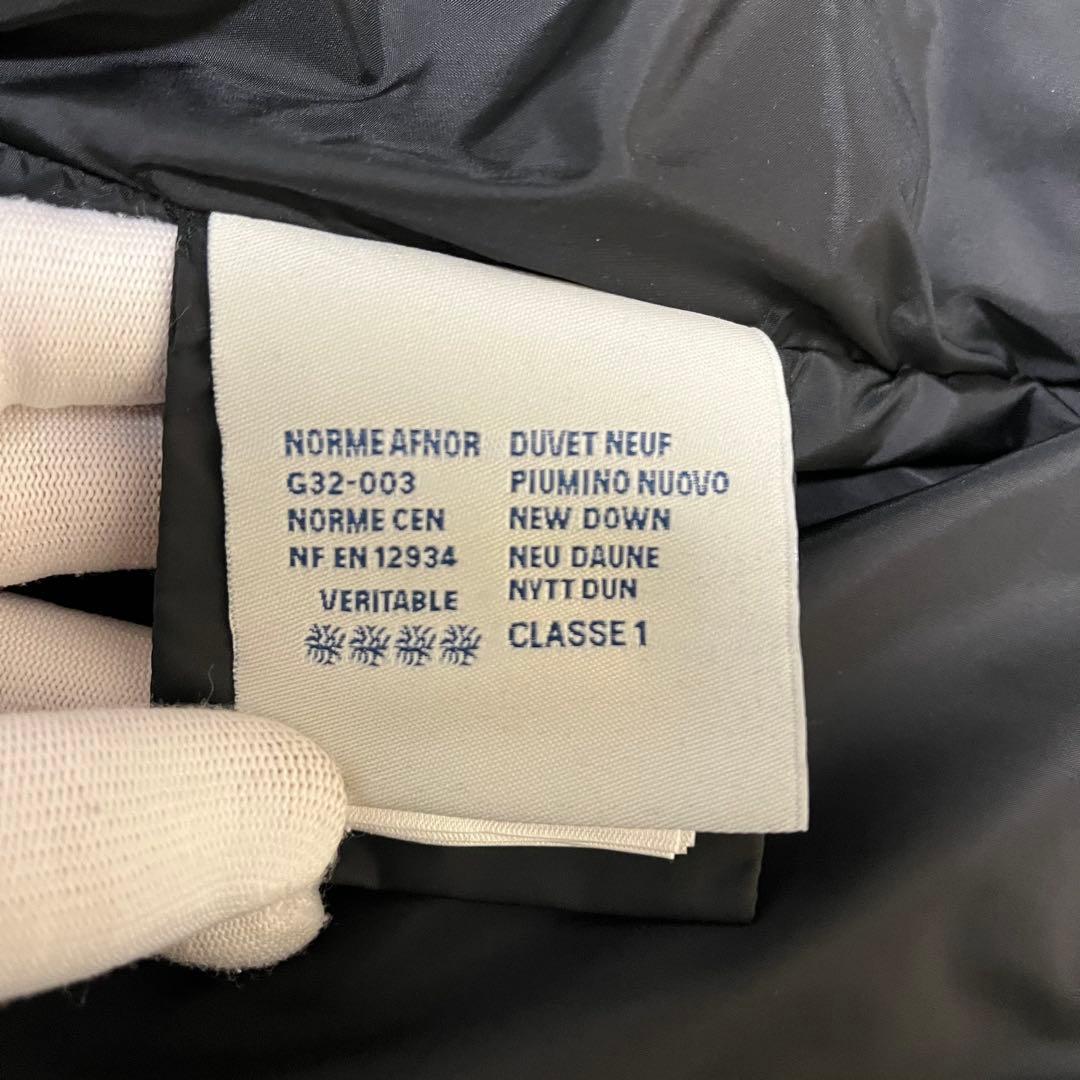 NORME AFNOR
G32-003
NORME CEN
NF EN 12934
VERITABLE
DUVET NEUF
PIUMINO NUOVO
NEW DOWN
NEU DAUNE
NYTT DUN
CLASSE 1